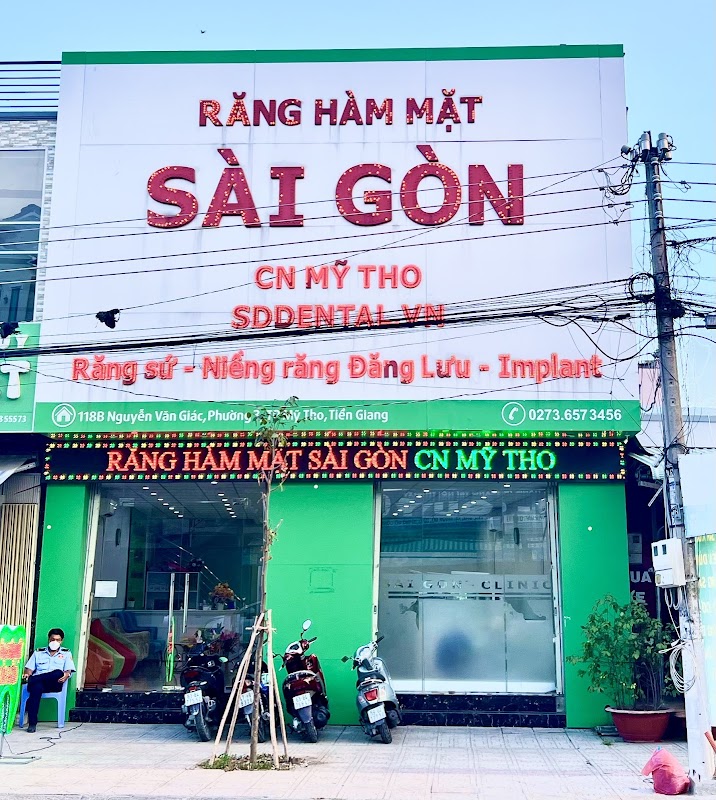 RĂNG HÀM MẶT
SÀI GÒN
CN MỸ THO
SDDENTAL.VN
Răng sứ - Niềng răng Đăng Lưu - Implant
118B Nguyễn Văn Giác, Phường Mỹ Tho, Tiền Giang
0273.6573456
RĂNG HÀM MẶT SÀI GÒN CN MỸ THO
SAI GON - CLINIC
55573